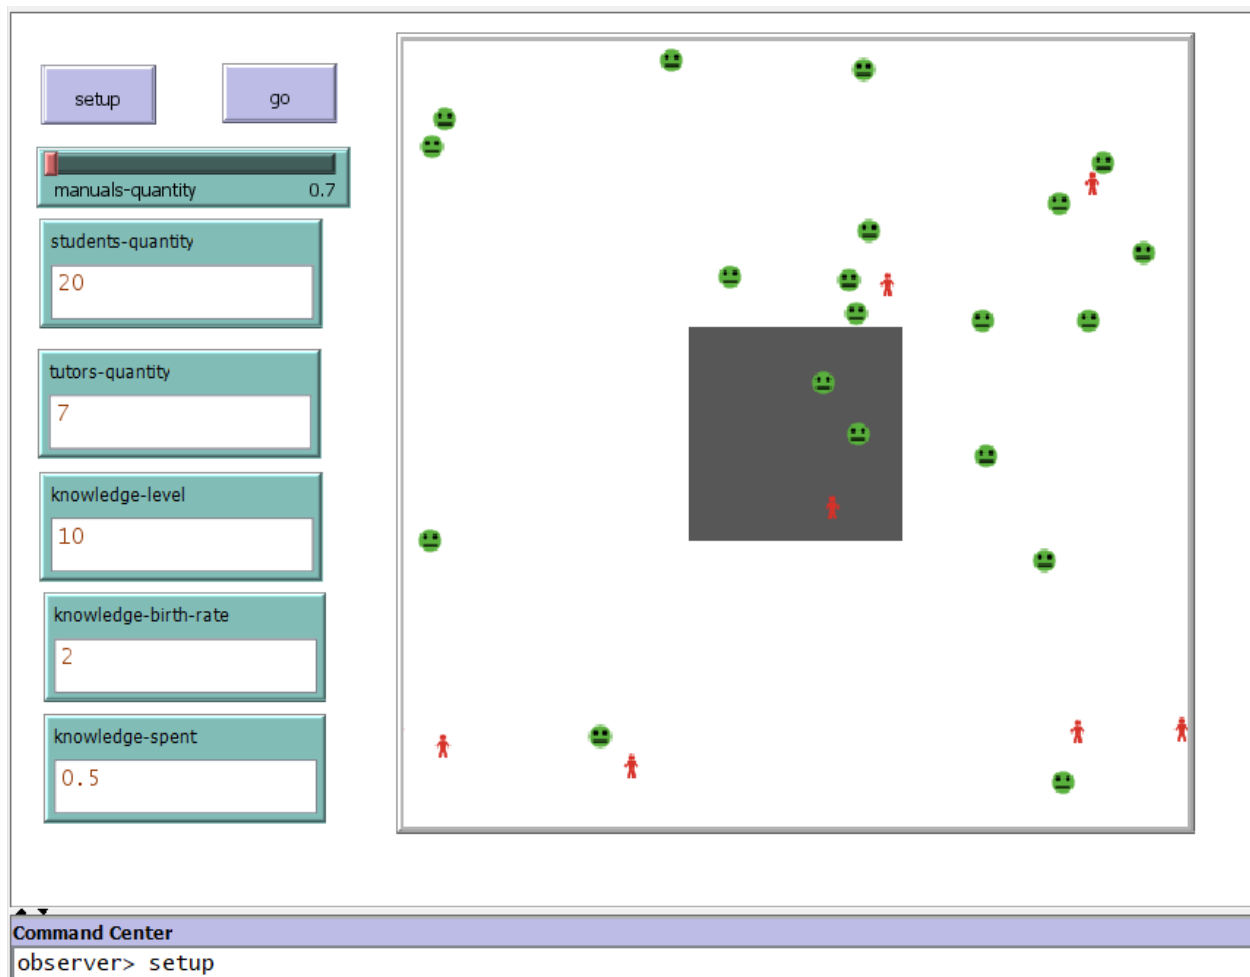 setup
go
manuals-quantity 0.7
students-quantity
20
tutors-quantity
7
knowledge-level
10
knowledge-birth-rate
2
knowledge-spent
0.5
Command Center
observer> setup